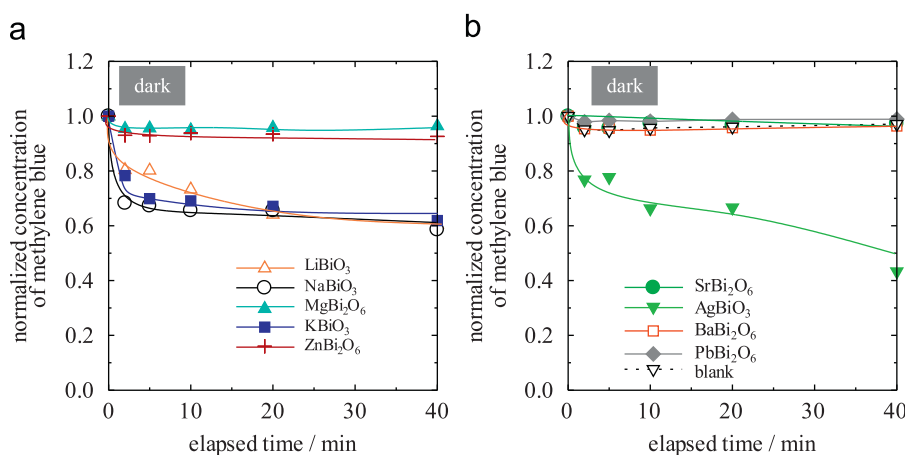 a
b
1.2
1.0
0.8
0.6
0.4
0.2
0.0
0
10
20
30
40
normalized concentration
of methylene blue
elapsed time / min
dark
LiBiO₃
NaBiO₃
MgBi₂O₆
KBiO₃
ZnBi₂O₆
1.2
1.0
0.8
0.6
0.4
0.2
0.0
0
10
20
30
40
normalized concentration
of methylene blue
elapsed time / min
dark
SrBi₂O₆
AgBiO₃
BaBi₂O₆
PbBi₂O₆
blank